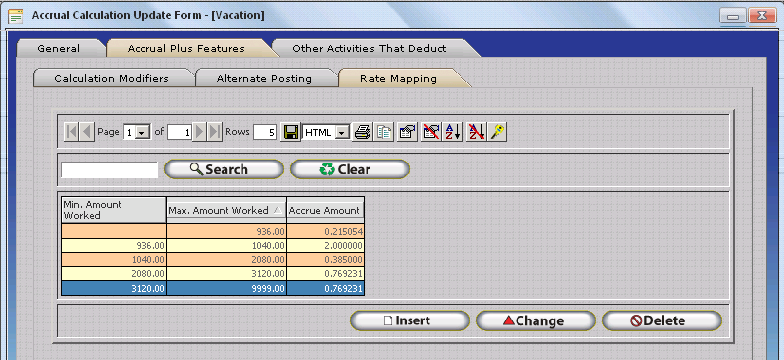 Accrual Calculation Update Form - [Vacation]
General Accrual Plus Features Other Activities That Deduct
Calculation Modifiers Alternate Posting Rate Mapping
Page 1 of 1 Rows 5 HTML
Search Clear
Min. Amount Worked Max. Amount Worked Accrue Amount
936.00 0.215054
936.00 1040.00 2.000000
1040.00 2080.00 0.385000
2080.00 3120.00 0.769231
3120.00 9999.00 0.769231
Insert Change Delete